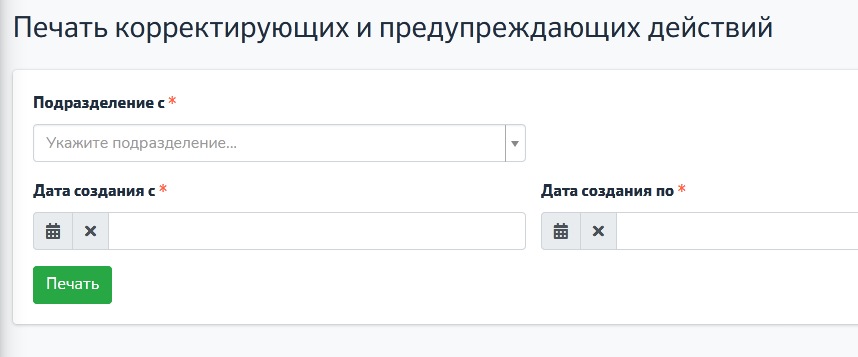 Печать корректирующих и предупреждающих действий
Подразделение с *
Укажите подразделение...
Дата создания с *
Дата создания по *
Печать